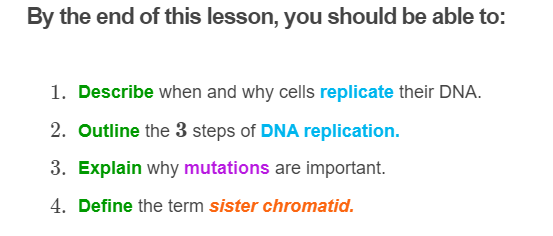 By the end of this lesson, you should be able to:
1. Describe when and why cells replicate their DNA.
2. Outline the 3 steps of DNA replication.
3. Explain why mutations are important.
4. Define the term sister chromatid.